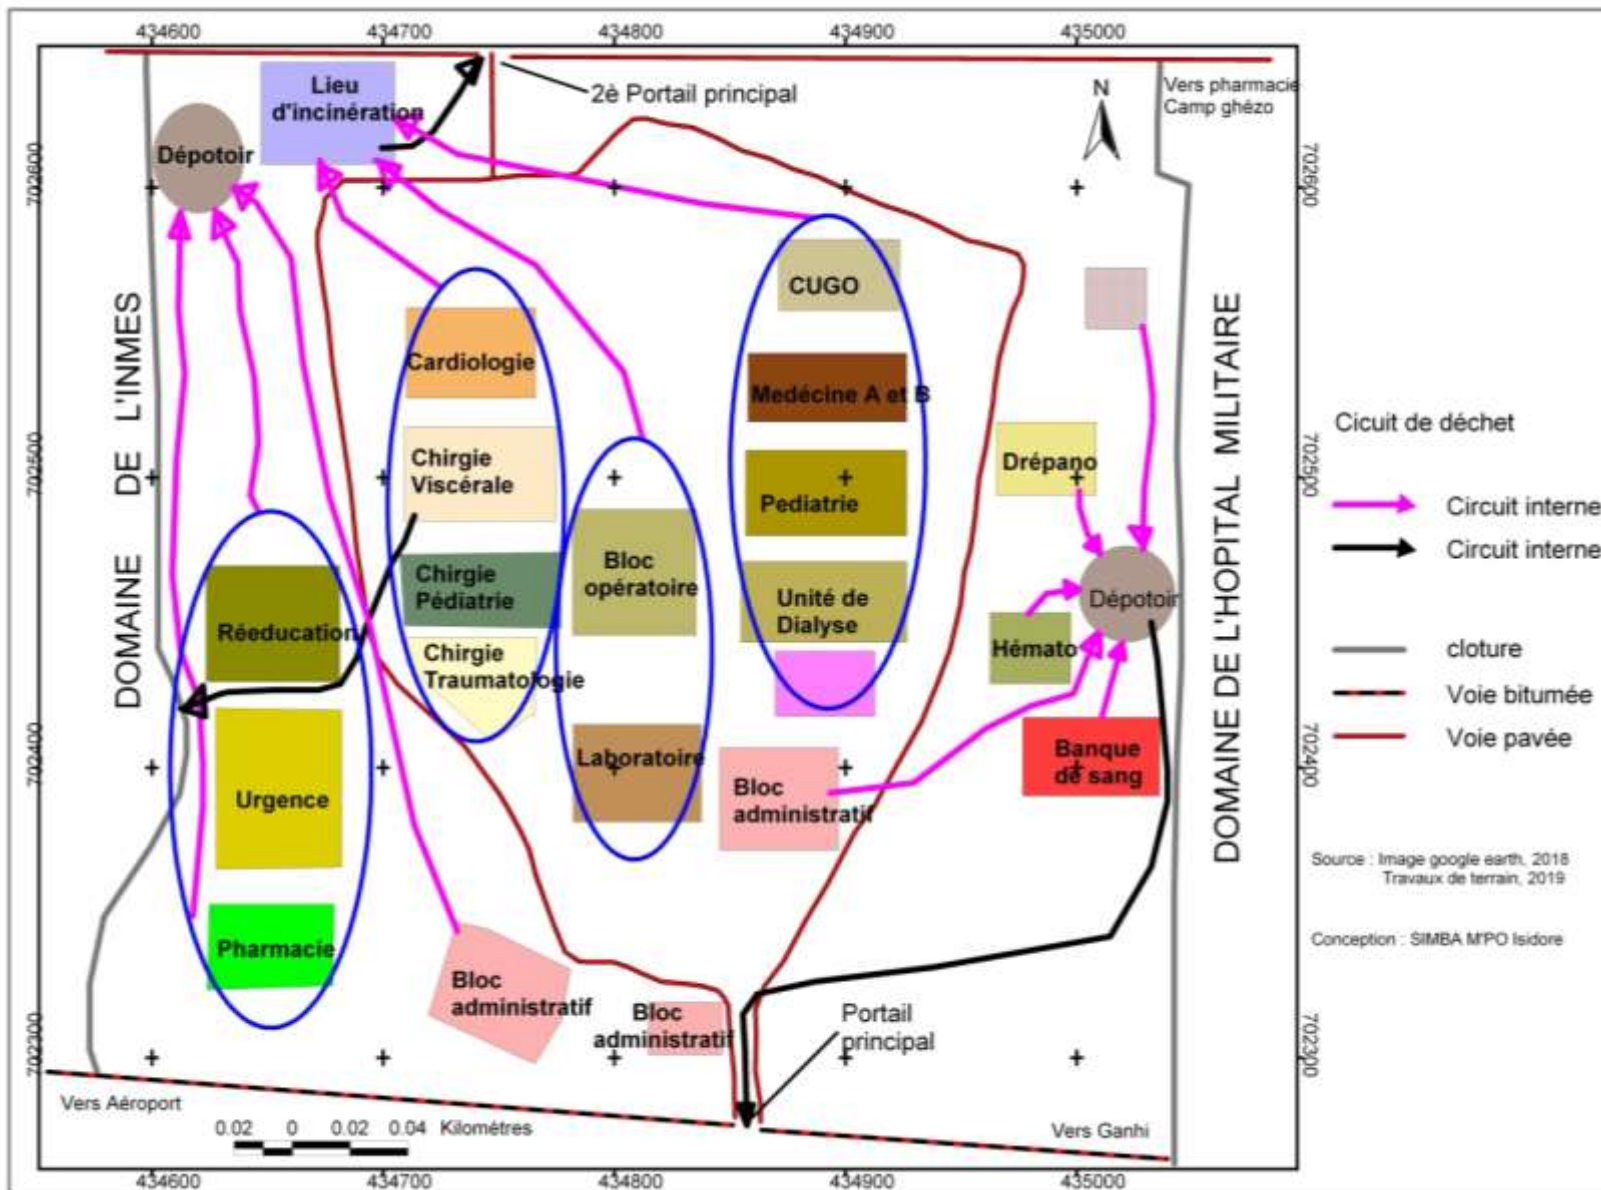 434600 434700 434800 434900 435000
Lieu
d'incinération
2è Portail principal
Vers pharmacie
Camp ghézo
N
Dépotoir
702600
702600
CUGO
Cardiologie
Medécine A et B
DOMAINE DE L'INMES
DOMAINE DE L'HOPITAL MILITAIRE
Cicuit de déchet
Chirgie
Viscérale
Drépano
702500
702500
Pediatrie
Circuit interne
Circuit interne
Bloc
opératoire
Chirgie
Pédiatrie
Unité de
Dialyse
Dépotoir
Réeducation
Hémato
cloture
Chirgie
Traumatologie
Voie bitumée
Voie pavée
Laboratoire
Banque
de sang
702400
702400
Urgence
Bloc
administratif
Source : Image google earth, 2018
Travaux de terrain, 2019
Pharmacie
Conception : SIMBA M'PO Isidore
Bloc
administratif
Bloc
administratif
Portail
principal
702300
702300
Vers Aéroport
0.02 0 0.02 0.04 Kilométres
Vers Ganhi
434600 434700 434800 434900 435000